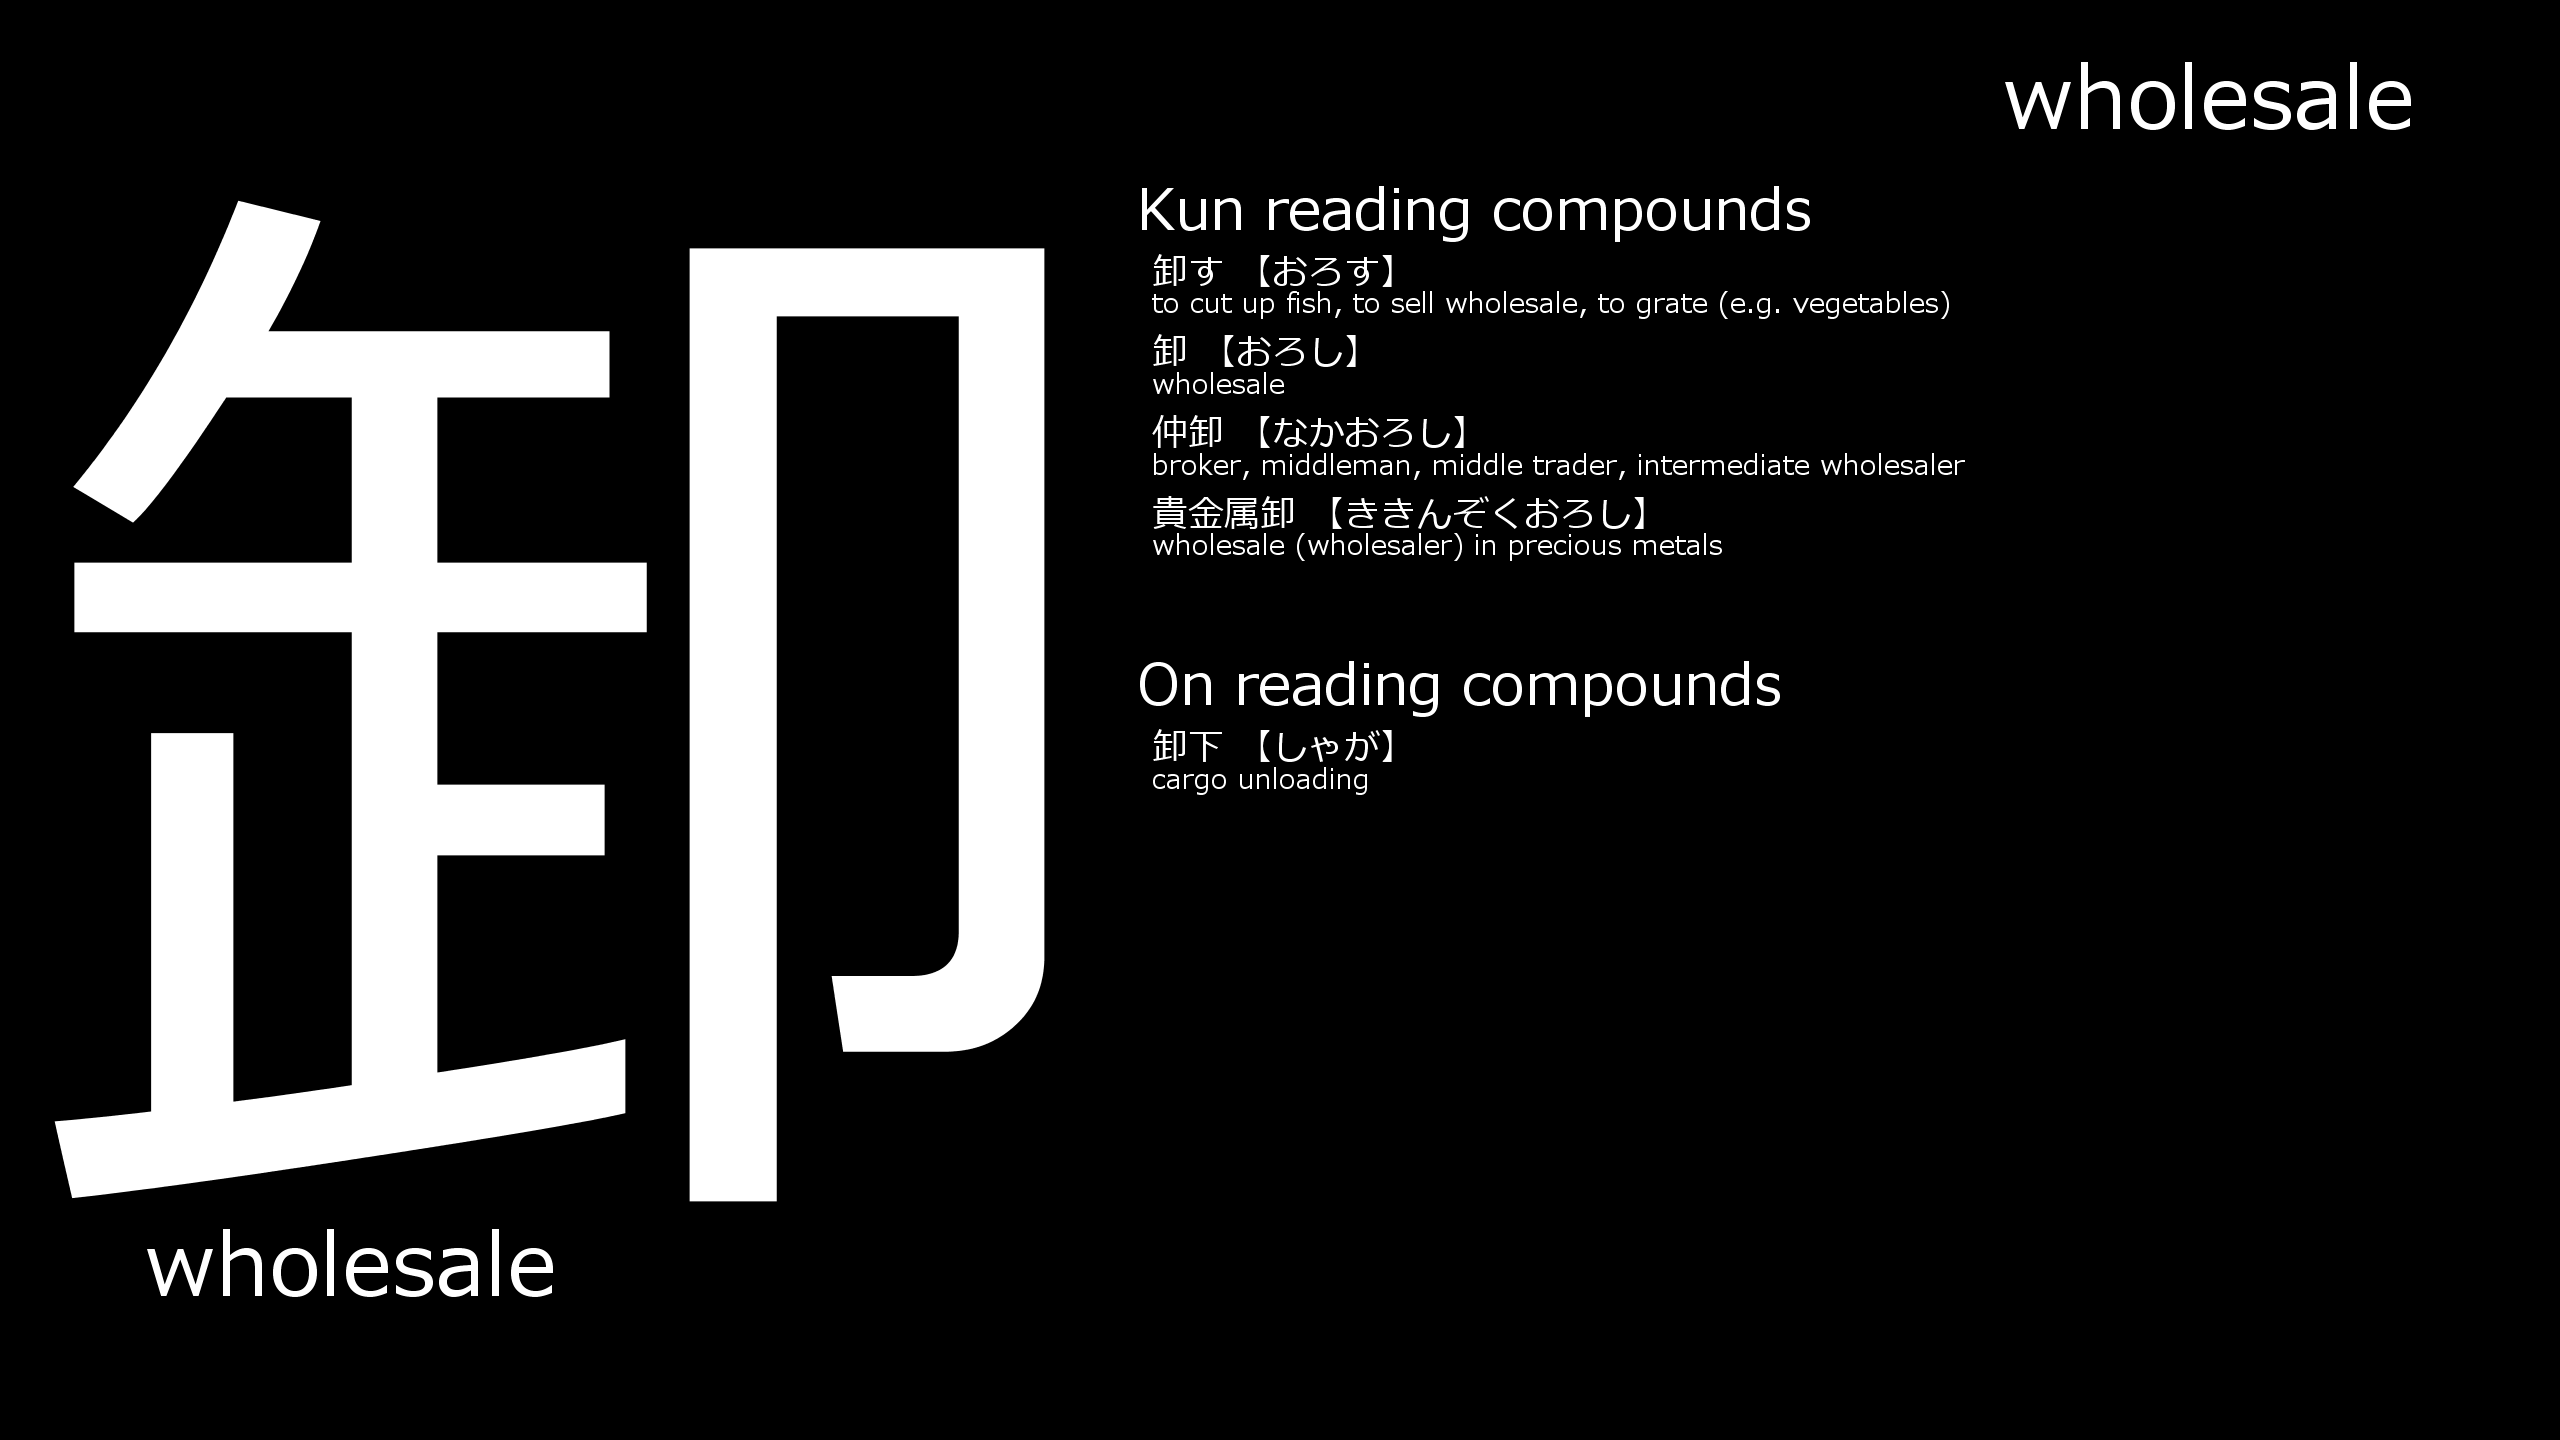 wholesale
卸
wholesale
Kun reading compounds
卸す 【おろす】
to cut up fish, to sell wholesale, to grate (e.g. vegetables)
卸 【おろし】
wholesale
仲卸 【なかおろし】
broker, middleman, middle trader, intermediate wholesaler
貴金属卸 【ききんぞくおろし】
wholesale (wholesaler) in precious metals
On reading compounds
卸下 【しゃが】
cargo unloading